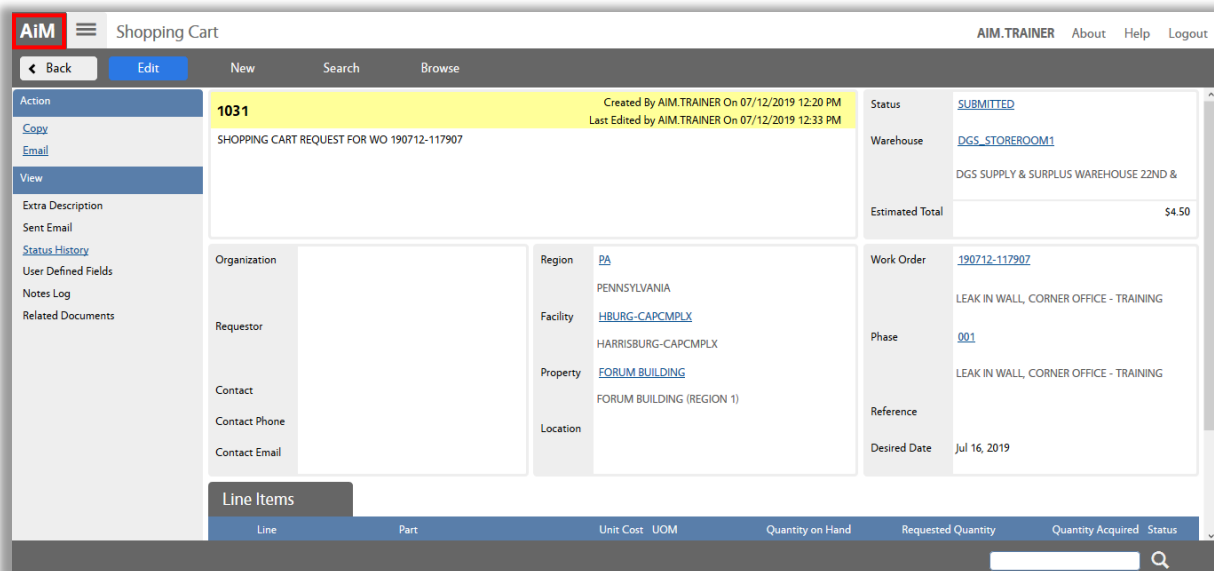 AiM Shopping Cart AIM.TRAINER About Help Logout
Back Edit New Search Browse
Action
Copy
Email
View
Extra Description
Sent Email
Status History
User Defined Fields
Notes Log
Related Documents
1031
Created By AIM.TRAINER On 07/12/2019 12:20 PM
Last Edited by AIM.TRAINER On 07/12/2019 12:33 PM
SHOPPING CART REQUEST FOR WO 190712-117907
Status SUBMITTED
Warehouse DGS_STOREROOM1
DGS SUPPLY & SURPLUS WAREHOUSE 22ND &
Estimated Total $4.50
Organization
Requestor
Contact
Contact Phone
Contact Email
Region PA
PENNSYLVANIA
Facility HBURG-CAPCMPLX
HARRISBURG-CAPCMPLX
Property FORUM BUILDING
FORUM BUILDING (REGION 1)
Location
Work Order 190712-117907
LEAK IN WALL, CORNER OFFICE - TRAINING
Phase 001
LEAK IN WALL, CORNER OFFICE - TRAINING
Reference
Desired Date Jul 16, 2019
Line Items
Line Part Unit Cost UOM Quantity on Hand Requested Quantity Quantity Acquired Status